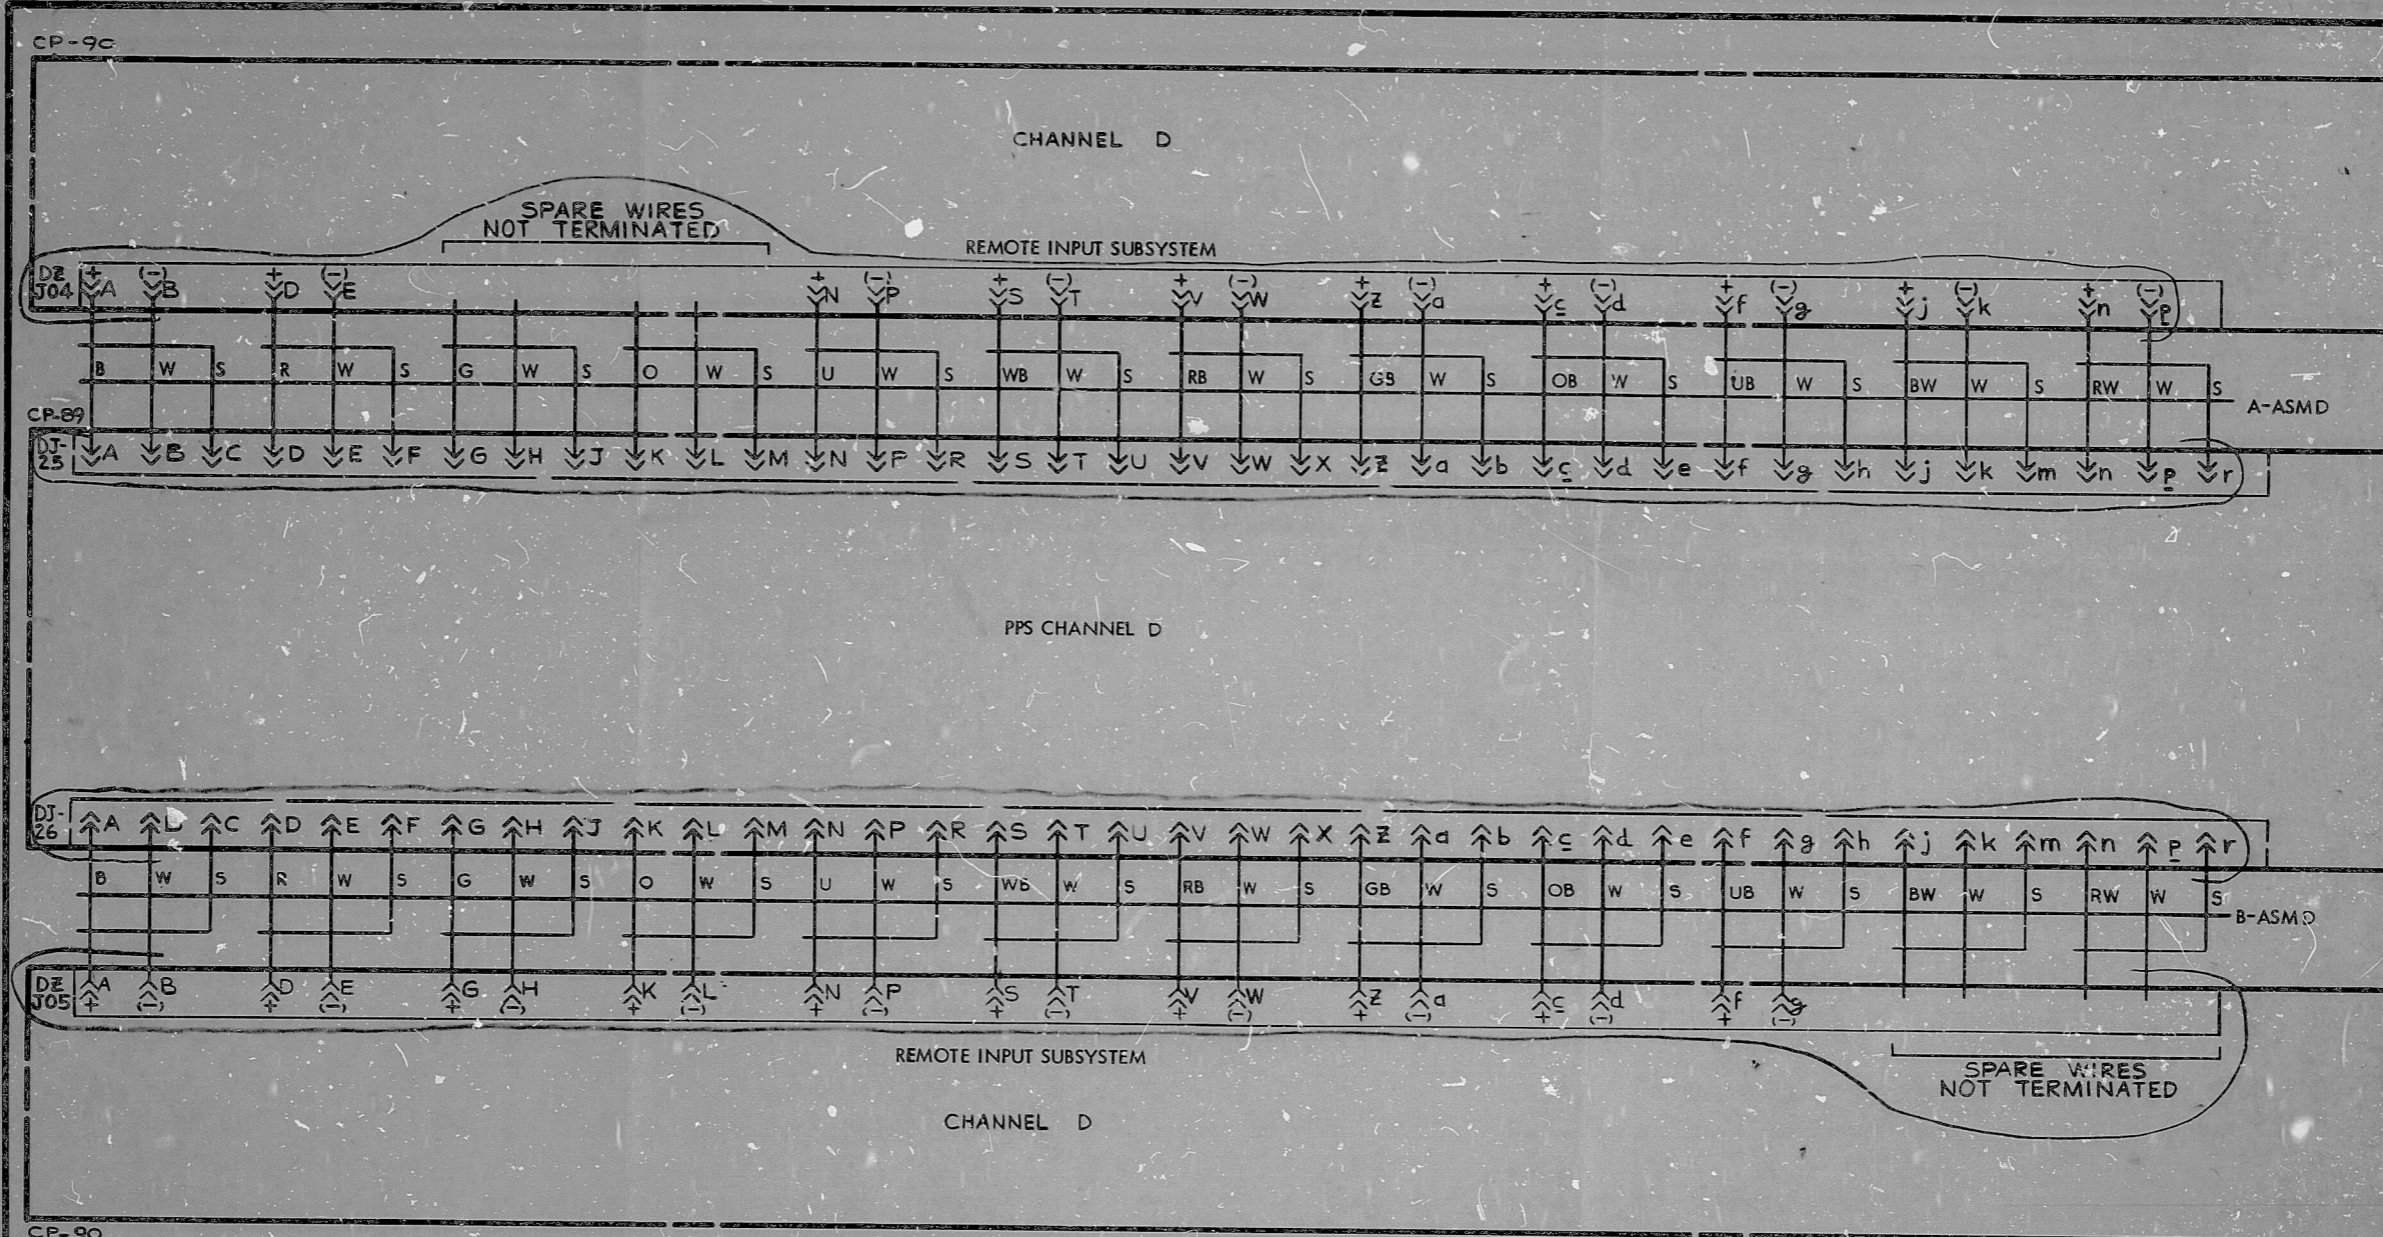 CP-90
CHANNEL D
SPARE WIRES
NOT TERMINATED
REMOTE INPUT SUBSYSTEM
DZ J04 + A (-) B + D (-) E + N (-) P + S (-) T + V (-) W + Z (-) a + c (-) d + f (-) g + j (-) k + n (-) p
B W S R W S G W S O W S U W S WB W S RB W S GB W S OB W S UB W S BW W S RW W S
A-ASMD
CP-89
DJ-25 A B C D E F G H J K L M N P R S T U V W X Z a b c d e f g h j k m n p r
PPS CHANNEL D
DJ-26 A C D E F G H J K L M N P R S T U V W X Z a b c d e f g h j k m n p r
B W S R W S G W S O W S U W S WB W S RB W S GB W S OB W S UB W S BW W S RW W S
B-ASMD
DZ J05 A + B (-) D + E (-) G + H (-) K + L (-) N + P (-) S + T (-) V + W (-) Z + a (-) c + d (-) f + g (-)
REMOTE INPUT SUBSYSTEM
SPARE WIRES
NOT TERMINATED
CHANNEL D
CP-90